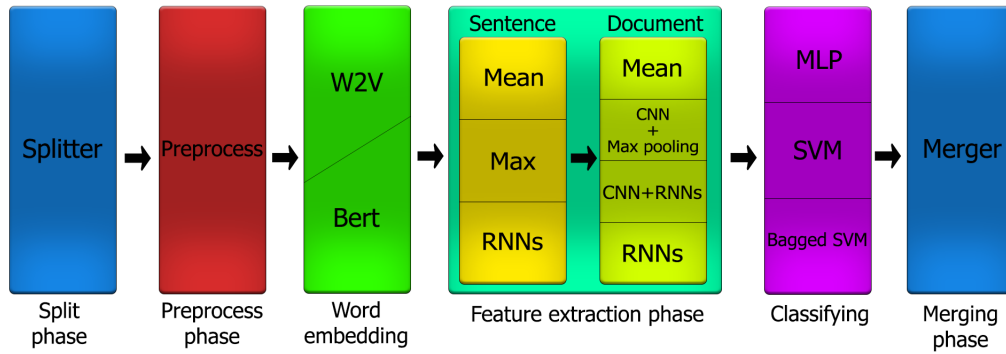 Splitter
Split
phase
Preprocess
Preprocess
phase
W2V
Bert
Word
embedding
Sentence
Mean
Max
RNNs
Document
Mean
CNN
+
Max pooling
CNN+RNNs
RNNs
Feature extraction phase
MLP
SVM
Bagged SVM
Classifying
Merger
Merging
phase